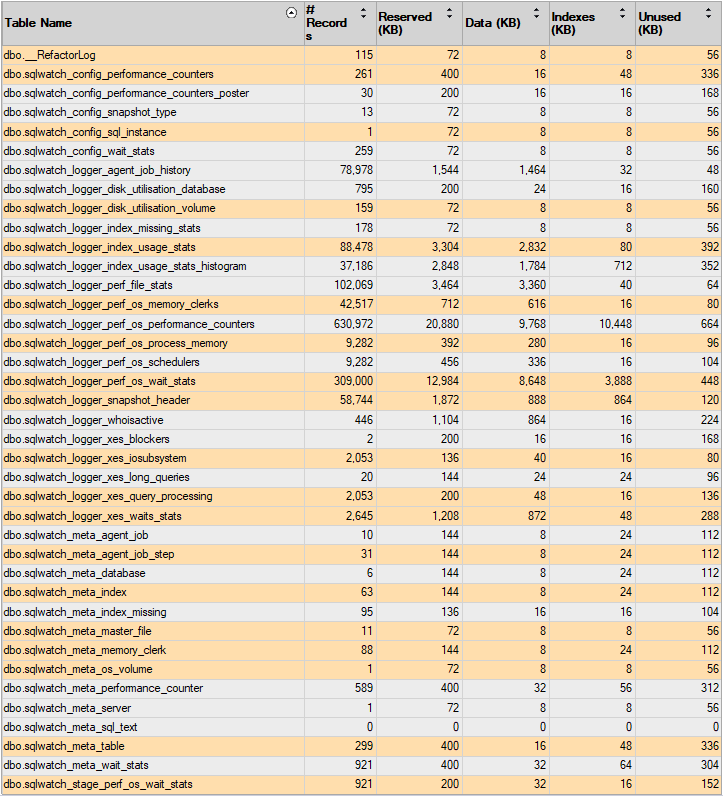 Table Name # Records Reserved (KB) Data (KB) Indexes (KB) Unused (KB)
dbo.__RefactorLog 115 72 8 8 56
dbo.sqlwatch_config_performance_counters 261 400 16 48 336
dbo.sqlwatch_config_performance_counters_poster 30 200 16 16 168
dbo.sqlwatch_config_snapshot_type 13 72 8 8 56
dbo.sqlwatch_config_sql_instance 1 72 8 8 56
dbo.sqlwatch_config_wait_stats 259 72 8 8 56
dbo.sqlwatch_logger_agent_job_history 78,978 1,544 1,464 32 48
dbo.sqlwatch_logger_disk_utilisation_database 795 200 24 16 160
dbo.sqlwatch_logger_disk_utilisation_volume 159 72 8 8 56
dbo.sqlwatch_logger_index_missing_stats 178 72 8 8 56
dbo.sqlwatch_logger_index_usage_stats 88,478 3,304 2,832 80 392
dbo.sqlwatch_logger_index_usage_stats_histogram 37,186 2,848 1,784 712 352
dbo.sqlwatch_logger_perf_file_stats 102,069 3,464 3,360 40 64
dbo.sqlwatch_logger_perf_os_memory_clerks 42,517 712 616 16 80
dbo.sqlwatch_logger_perf_os_performance_counters 630,972 20,880 9,768 10,448 664
dbo.sqlwatch_logger_perf_os_process_memory 9,282 392 280 16 96
dbo.sqlwatch_logger_perf_os_schedulers 9,282 456 336 16 104
dbo.sqlwatch_logger_perf_os_wait_stats 309,000 12,984 8,648 3,888 448
dbo.sqlwatch_logger_snapshot_header 58,744 1,872 888 864 120
dbo.sqlwatch_logger_whoisactive 446 1,104 864 16 224
dbo.sqlwatch_logger_xes_blockers 2 200 16 16 168
dbo.sqlwatch_logger_xes_iosubsystem 2,053 136 40 16 80
dbo.sqlwatch_logger_xes_long_queries 20 144 24 24 96
dbo.sqlwatch_logger_xes_query_processing 2,053 200 48 16 136
dbo.sqlwatch_logger_xes_waits_stats 2,645 1,208 872 48 288
dbo.sqlwatch_meta_agent_job 10 144 8 24 112
dbo.sqlwatch_meta_agent_job_step 31 144 8 24 112
dbo.sqlwatch_meta_database 6 144 8 24 112
dbo.sqlwatch_meta_index 63 144 8 24 112
dbo.sqlwatch_meta_index_missing 95 136 16 16 104
dbo.sqlwatch_meta_master_file 11 72 8 8 56
dbo.sqlwatch_meta_memory_clerk 88 144 8 24 112
dbo.sqlwatch_meta_os_volume 1 72 8 8 56
dbo.sqlwatch_meta_performance_counter 589 400 32 56 312
dbo.sqlwatch_meta_server 1 72 8 8 56
dbo.sqlwatch_meta_sql_text 0 0 0 0 0
dbo.sqlwatch_meta_table 299 400 16 48 336
dbo.sqlwatch_meta_wait_stats 921 400 32 64 304
dbo.sqlwatch_stage_perf_os_wait_stats 921 200 32 16 152